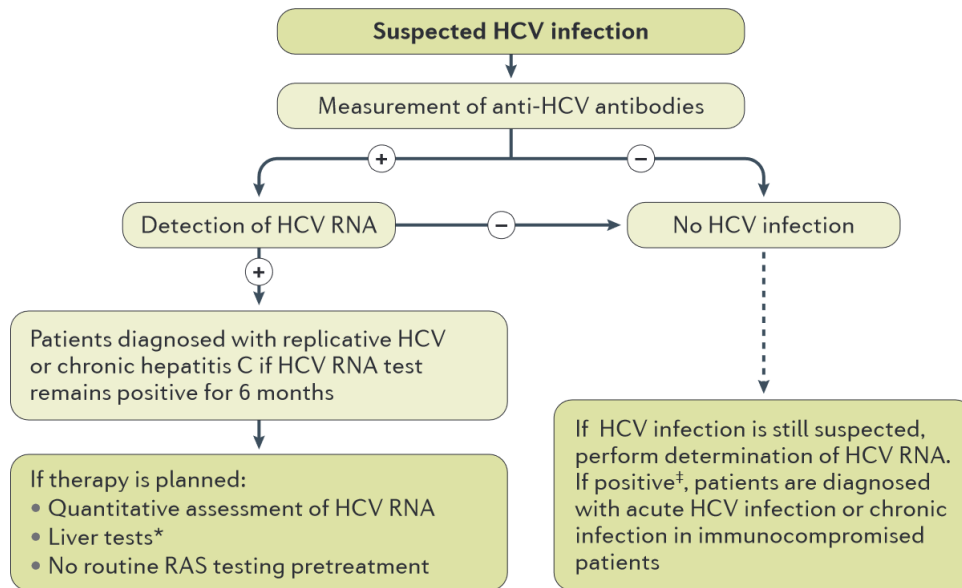 Suspected HCV infection
Measurement of anti-HCV antibodies
+
−
Detection of HCV RNA
−
No HCV infection
+
Patients diagnosed with replicative HCV
or chronic hepatitis C if HCV RNA test
remains positive for 6 months
If therapy is planned:
• Quantitative assessment of HCV RNA
• Liver tests*
• No routine RAS testing pretreatment
If HCV infection is still suspected,
perform determination of HCV RNA.
If positive‡, patients are diagnosed
with acute HCV infection or chronic
infection in immunocompromised
patients